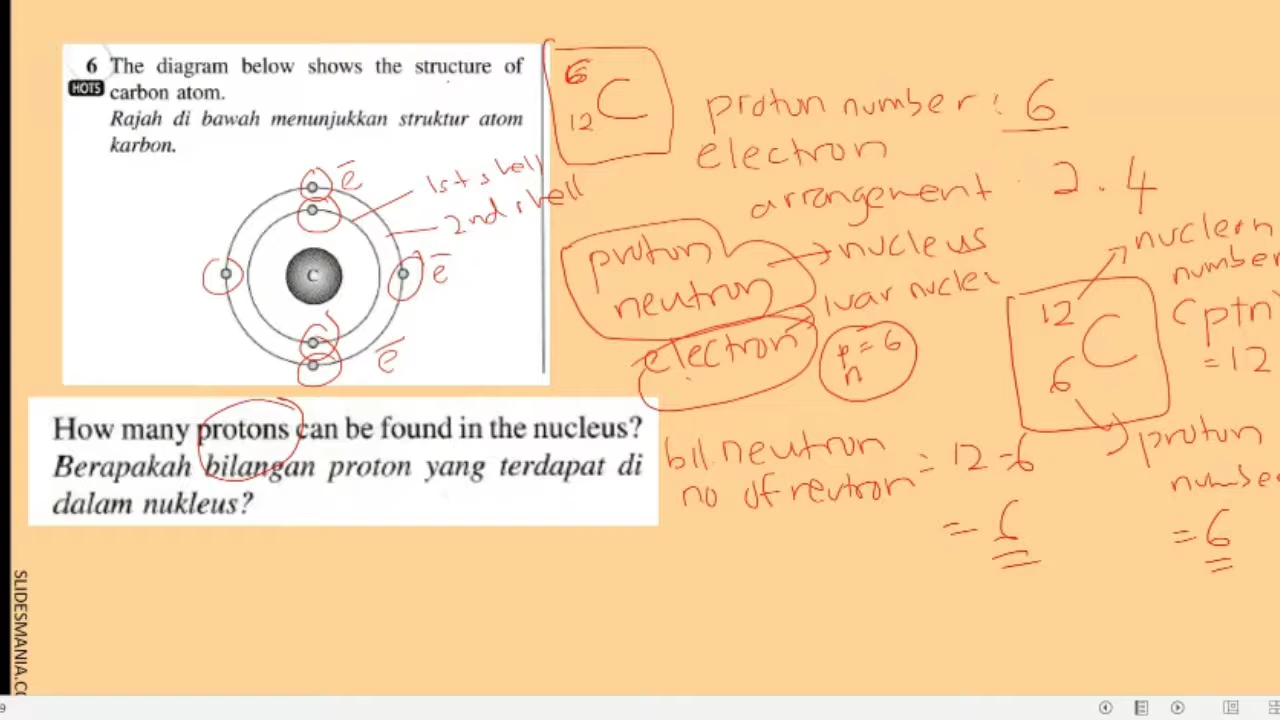 6 The diagram below shows the structure of
HOTS carbon atom.
Rajah di bawah menunjukkan struktur atom
karbon.
C
e
e
e
1st shell
2nd shell
How many protons can be found in the nucleus?
Berapakah bilangan proton yang terdapat di
dalam nukleus?
6
12 C
proton number : 6
electron
arrangement . 2.4
proton
neutron
→ nucleus
electron
luar nucle
p = 6
n
bil. neutron
no of neutron = 12-6
= 6
12
6 C
nucleon
number
(ptn)
= 12
proton
number
= 6
SLIDESMANIA.C
9